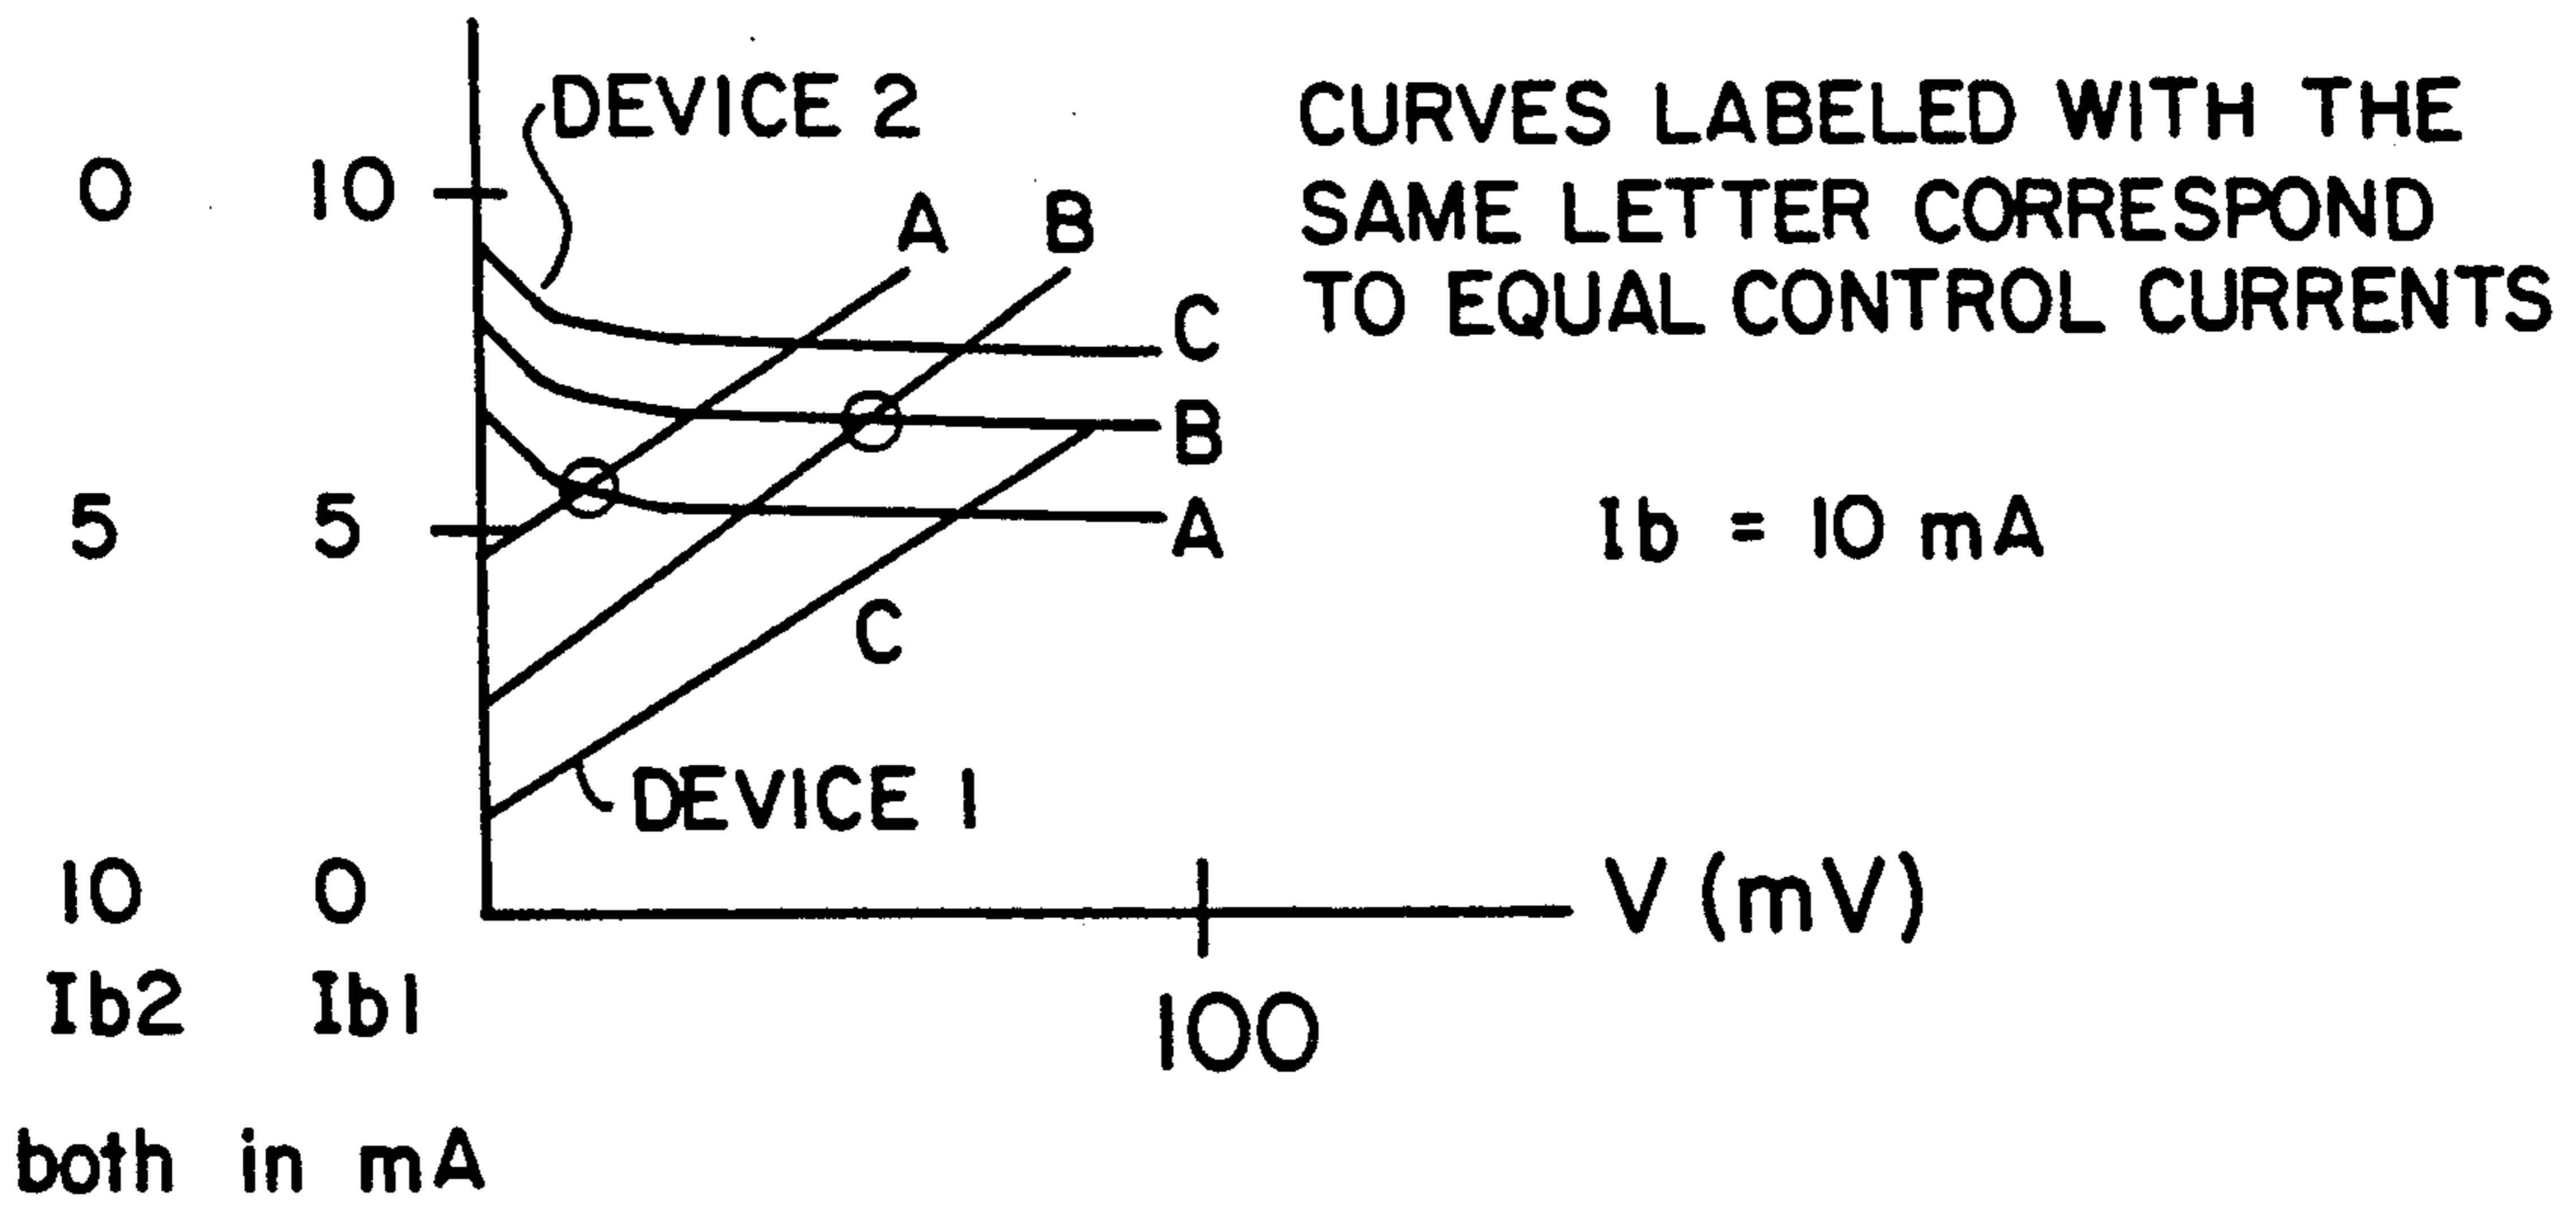 DEVICE 2
CURVES LABELED WITH THE
SAME LETTER CORRESPOND
TO EQUAL CONTROL CURRENTS
0 10
A B
C
B
5 5
A
Ib = 10 mA
C
DEVICE 1
10 0
V (mV)
Ib2 Ib1
100
both in mA